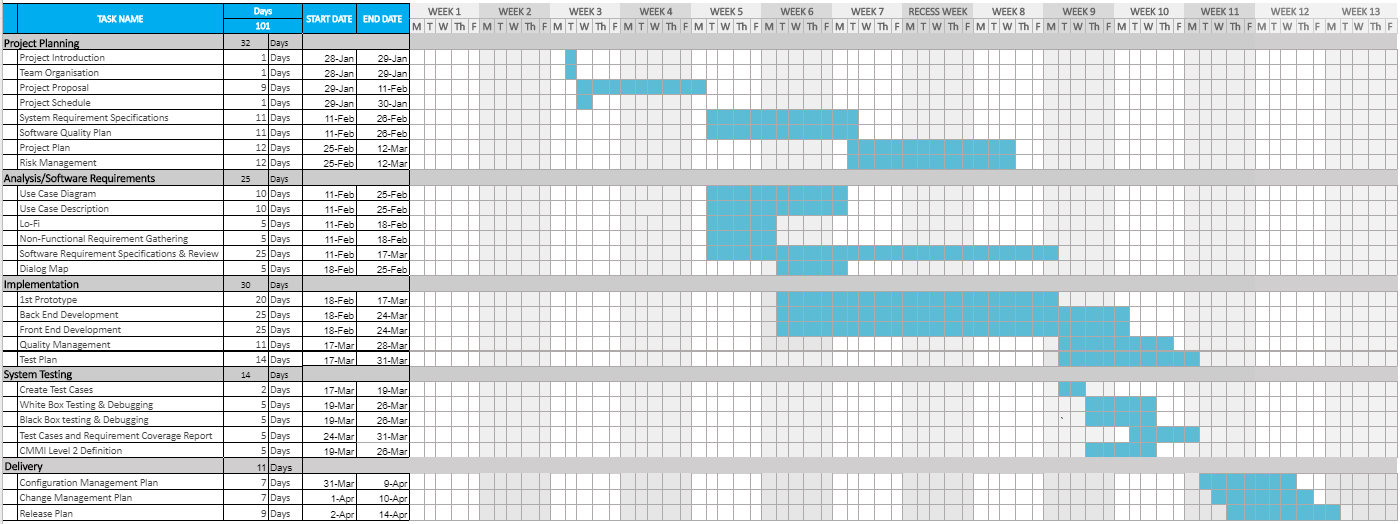 TASK NAME Days START DATE END DATE WEEK 1 WEEK 2 WEEK 3 WEEK 4 WEEK 5 WEEK 6 WEEK 7 RECESS WEEK WEEK 8 WEEK 9 WEEK 10 WEEK 11 WEEK 12 WEEK 13
101 M T W Th F M T W Th F M T W Th F M T W Th F M T W Th F M T W Th F M T W Th F M T W Th F M T W Th F M T W Th F M T W Th F M T W Th F M T W Th F M T W Th F
Project Planning 32 Days
Project Introduction 1 Days 28-Jan 29-Jan
Team Organisation 1 Days 28-Jan 29-Jan
Project Proposal 9 Days 29-Jan 11-Feb
Project Schedule 1 Days 29-Jan 30-Jan
System Requirement Specifications 11 Days 11-Feb 26-Feb
Software Quality Plan 11 Days 11-Feb 26-Feb
Project Plan 12 Days 25-Feb 12-Mar
Risk Management 12 Days 25-Feb 12-Mar
Analysis/Software Requirements 25 Days
Use Case Diagram 10 Days 11-Feb 25-Feb
Use Case Description 10 Days 11-Feb 25-Feb
Lo-Fi 5 Days 11-Feb 18-Feb
Non-Functional Requirement Gathering 5 Days 11-Feb 18-Feb
Software Requirement Specifications & Review 25 Days 11-Feb 17-Mar
Dialog Map 5 Days 18-Feb 25-Feb
Implementation 30 Days
1st Prototype 20 Days 18-Feb 17-Mar
Back End Development 25 Days 18-Feb 24-Mar
Front End Development 25 Days 18-Feb 24-Mar
Quality Management 11 Days 17-Mar 28-Mar
Test Plan 14 Days 17-Mar 31-Mar
System Testing 14 Days
Create Test Cases 2 Days 17-Mar 19-Mar
White Box Testing & Debugging 5 Days 19-Mar 26-Mar
Black Box testing & Debugging 5 Days 19-Mar 26-Mar
Test Cases and Requirement Coverage Report 5 Days 24-Mar 31-Mar
CMMI Level 2 Definition 5 Days 19-Mar 26-Mar
Delivery 11 Days
Configuration Management Plan 7 Days 31-Mar 9-Apr
Change Management Plan 7 Days 1-Apr 10-Apr
Release Plan 9 Days 2-Apr 14-Apr